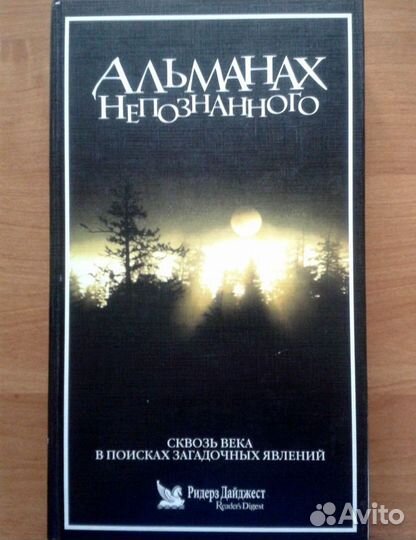 АЛЬМАНАХ
НЕПОЗНАННОГО
СКВОЗЬ ВЕКА
В ПОИСКАХ ЗАГАДОЧНЫХ ЯВЛЕНИЙ
Ридерз Дайджест
Reader's Digest
Avito